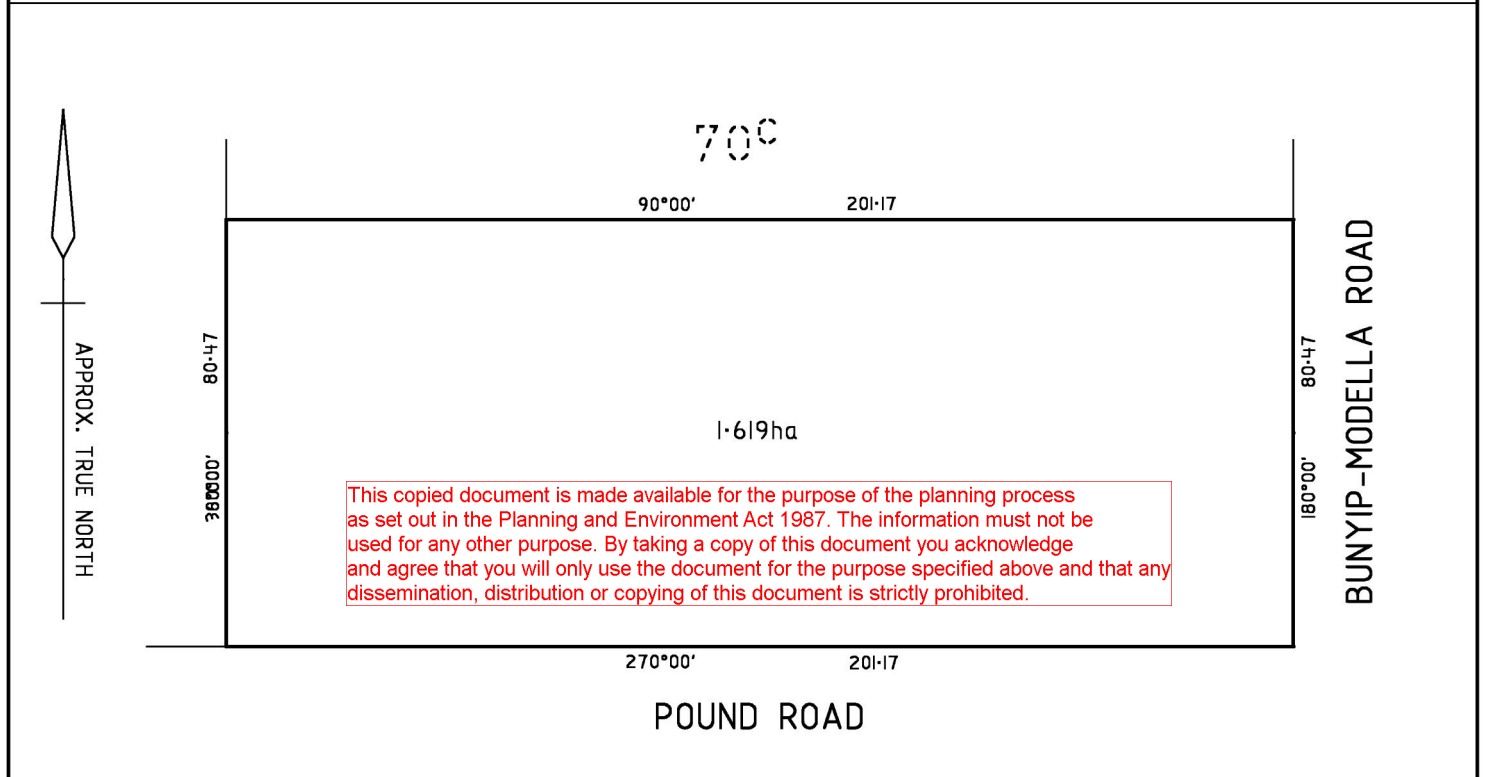 70C
90°00' 201·17
80·47
80·47
BUNYIP-MODELLA ROAD
APPROX. TRUE NORTH
1·619ha
180°00'
This copied document is made available for the purpose of the planning process
as set out in the Planning and Environment Act 1987. The information must not be
used for any other purpose. By taking a copy of this document you acknowledge
and agree that you will only use the document for the purpose specified above and that any
dissemination, distribution or copying of this document is strictly prohibited.
270°00' 201·17
POUND ROAD